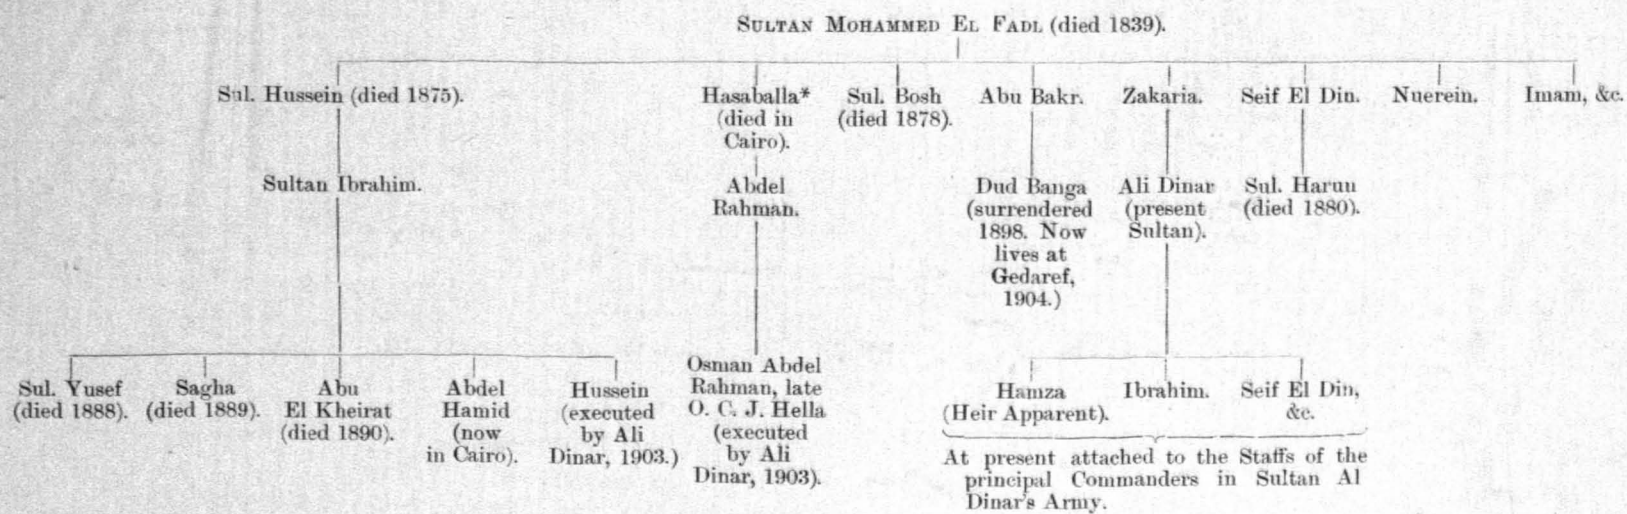 SULTAN MOHAMMED EL FADL (died 1839).
Sul. Hussein (died 1875).
Hasaballa*
(died in
Cairo).
Sul. Bosh
(died 1878).
Abu Bakr.
Zakaria.
Seif El Din.
Nuerein.
Imam, &c.
Sultan Ibrahim.
Abdel
Rahman.
Dud Banga
(surrendered
1898. Now
lives at
Gedaref,
1904.)
Ali Dinar
(present
Sultan).
Sul. Harun
(died 1880).
Sul. Yusef
(died 1888).
Sagha
(died 1889).
Abu
El Kheirat
(died 1890).
Abdel
Hamid
(now
in Cairo).
Hussein
(executed
by Ali
Dinar, 1903.)
Osman Abdel
Rahman, late
O. C. J. Hella
(executed
by Ali
Dinar, 1903).
Hamza
(Heir Apparent).
Ibrahim.
Seif El Din,
&c.
At present attached to the Staffs of the
principal Commanders in Sultan Al
Dinar's Army.